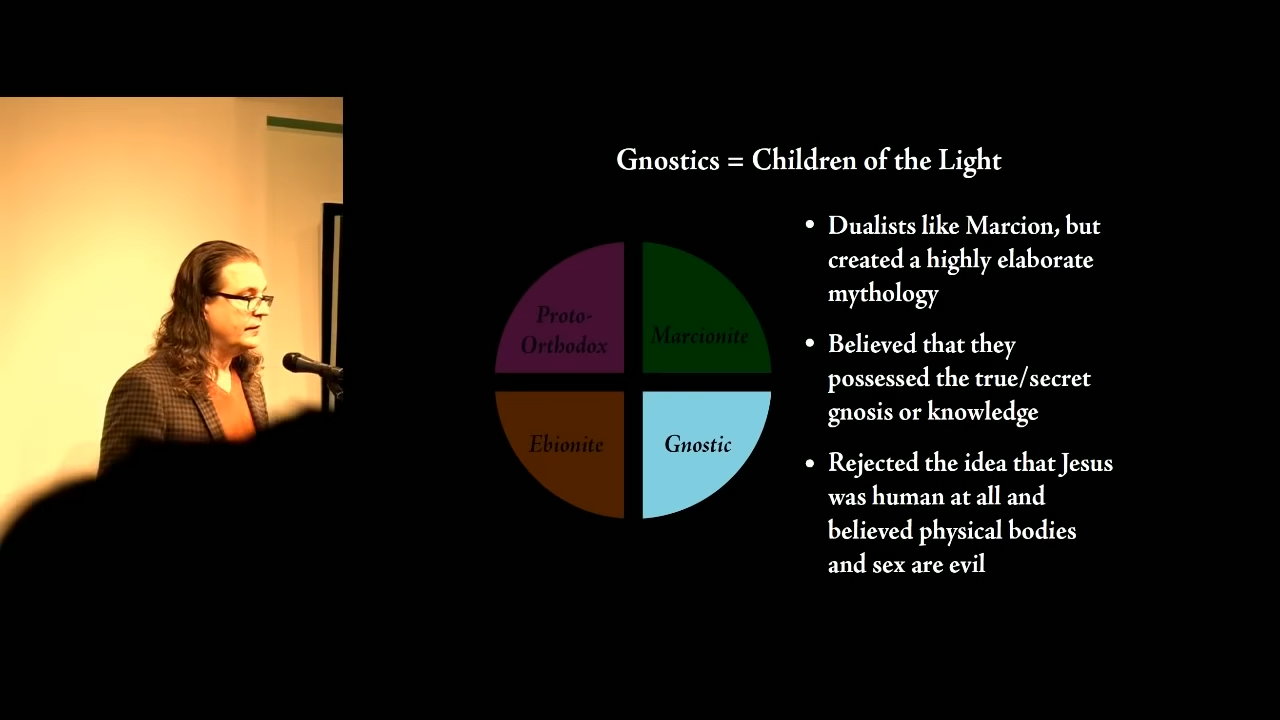 Gnostics = Children of the Light
Proto-
Orthodox
Marcionite
Ebionite
Gnostic
• Dualists like Marcion, but
created a highly elaborate
mythology
• Believed that they
possessed the true/secret
gnosis or knowledge
• Rejected the idea that Jesus
was human at all and
believed physical bodies
and sex are evil